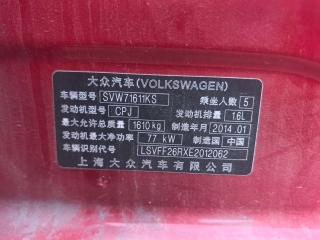 大众汽车(VOLKSWAGEN)
车辆型号 SVW71611KS 乘坐人数 5
发动机型号 CPJ 发动机排量 1.6L
最大允许总质量 1610kg 制造年月 2014.01
发动机最大净功率 77 kW 制造国 中国
车辆识别代号 LSVFF26RXE2012062
上海大众汽车有限公司